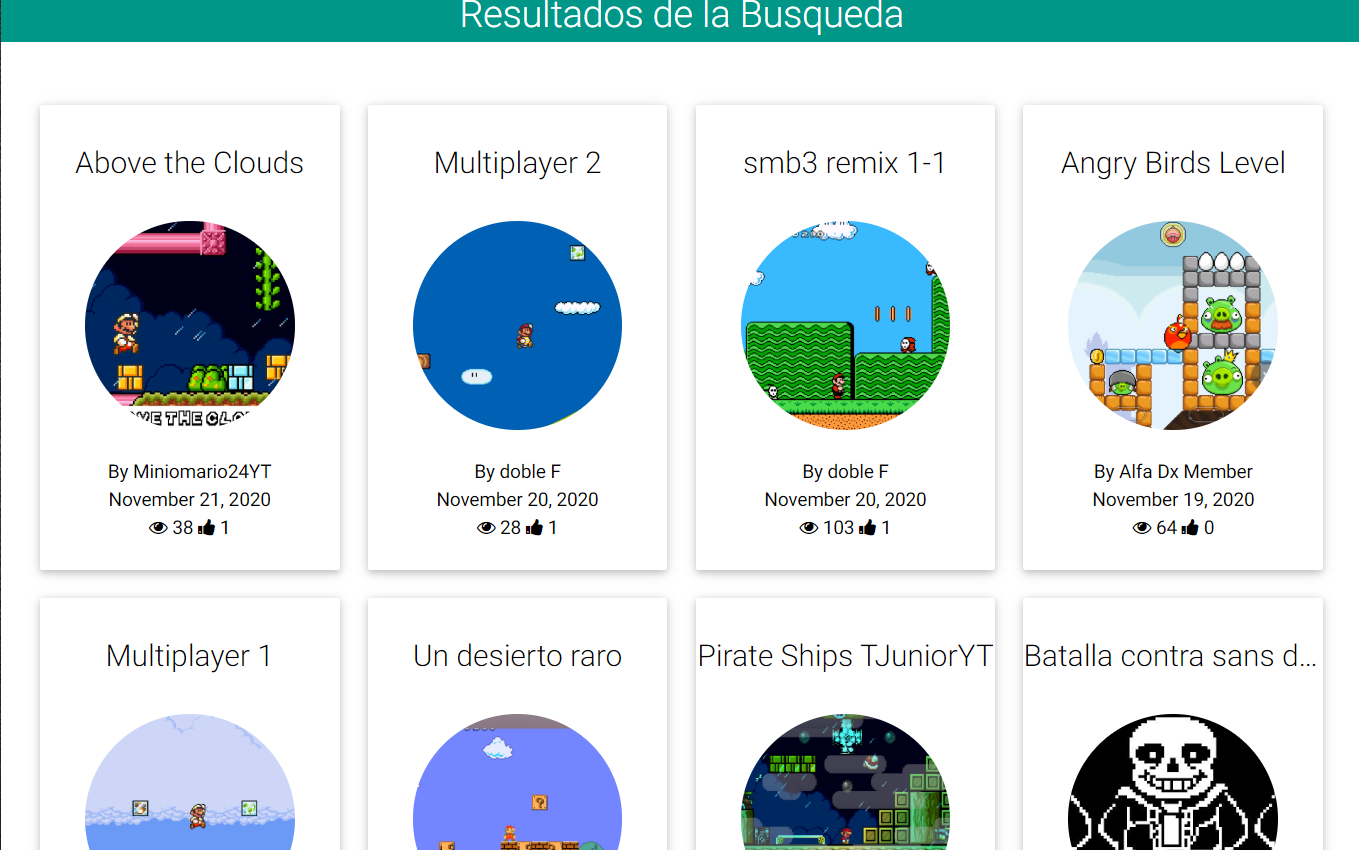 Resultados de la Busqueda
Above the Clouds
Multiplayer 2
smb3 remix 1-1
Angry Birds Level
By Miniomario24YT
November 21, 2020
38 1
By doble F
November 20, 2020
28 1
By doble F
November 20, 2020
103 1
By Alfa Dx Member
November 19, 2020
64 0
Multiplayer 1
Un desierto raro
Pirate Ships TJuniorYT
Batalla contra sans d...